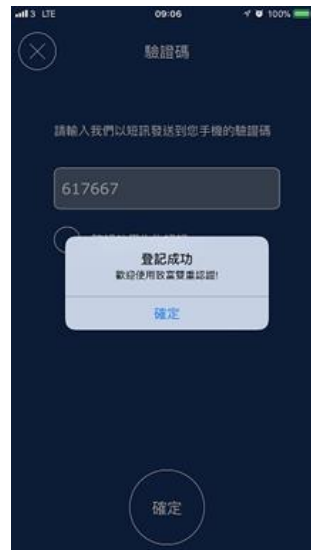 3 LTE 09:06 100%
驗證碼
請輸入我們以短訊發送到您手機的驗證碼
617667
登記成功
歡迎使用致富雙重認證!
確定
確定